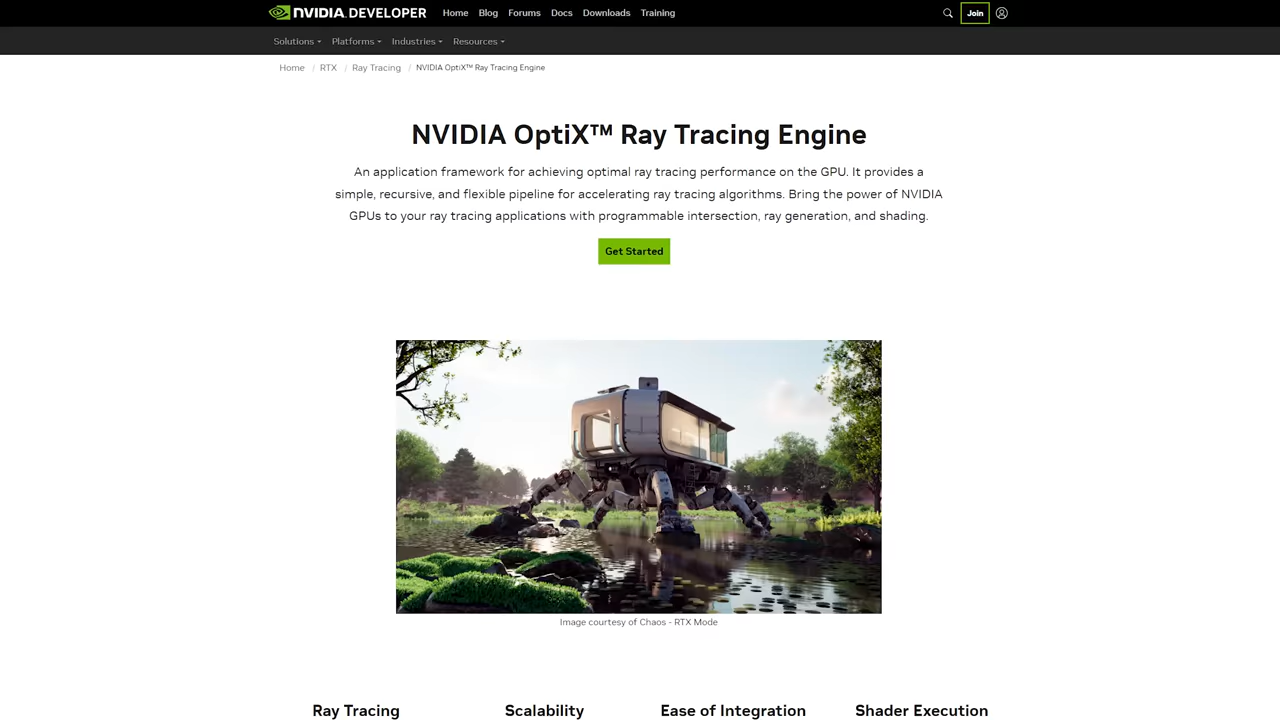 NVIDIA. DEVELOPER Home Blog Forums Docs Downloads Training Join
Solutions Platforms Industries Resources
Home / RTX / Ray Tracing / NVIDIA OptiX™ Ray Tracing Engine
NVIDIA OptiX™ Ray Tracing Engine
An application framework for achieving optimal ray tracing performance on the GPU. It provides a
simple, recursive, and flexible pipeline for accelerating ray tracing algorithms. Bring the power of NVIDIA
GPUs to your ray tracing applications with programmable intersection, ray generation, and shading.
Get Started
Image courtesy of Chaos - RTX Mode
Ray Tracing Scalability Ease of Integration Shader Execution